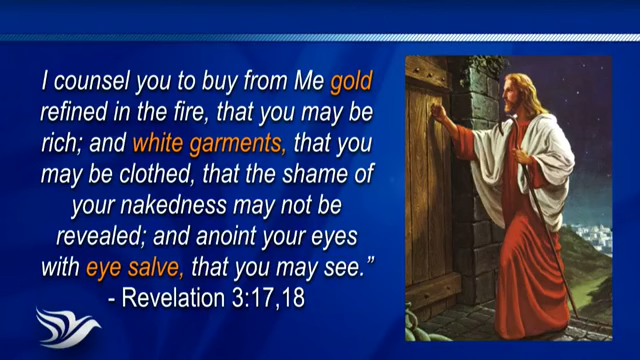 I counsel you to buy from Me gold
refined in the fire, that you may be
rich; and white garments, that you
may be clothed, that the shame of
your nakedness may not be
revealed; and anoint your eyes
with eye salve, that you may see.”
- Revelation 3:17,18